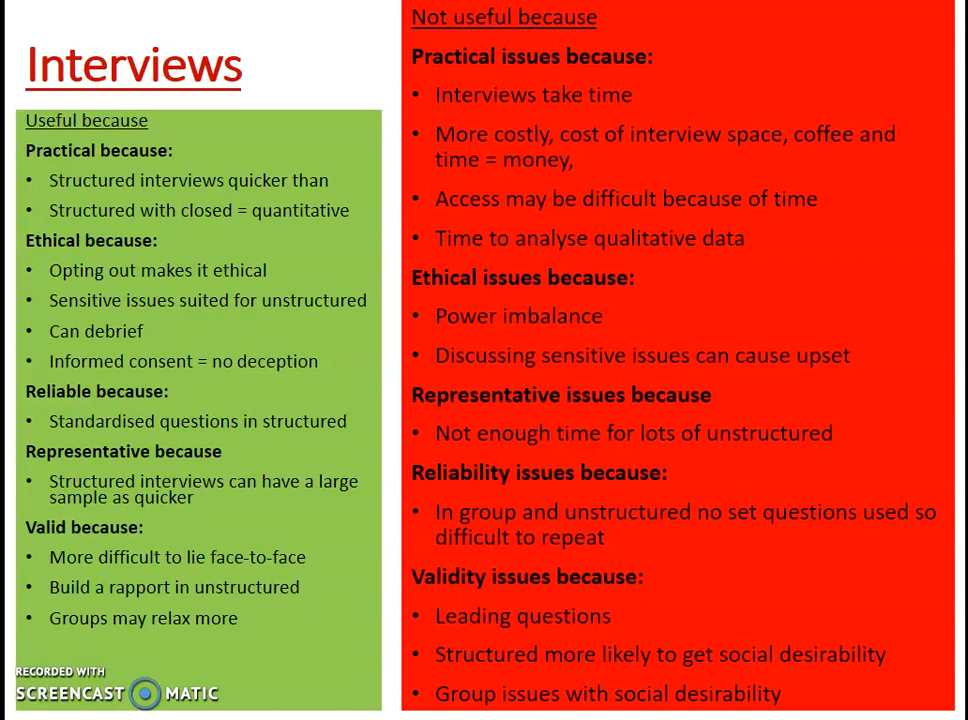 Interviews
Useful because
Practical because:
• Structured interviews quicker than
• Structured with closed = quantitative
Ethical because:
• Opting out makes it ethical
• Sensitive issues suited for unstructured
• Can debrief
• Informed consent = no deception
Reliable because:
• Standardised questions in structured
Representative because
• Structured interviews can have a large
sample as quicker
Valid because:
• More difficult to lie face-to-face
• Build a rapport in unstructured
• Groups may relax more
RECORDED WITH
SCREENCAST MATIC
Not useful because
Practical issues because:
• Interviews take time
• More costly, cost of interview space, coffee and
time = money,
• Access may be difficult because of time
• Time to analyse qualitative data
Ethical issues because:
• Power imbalance
• Discussing sensitive issues can cause upset
Representative issues because
• Not enough time for lots of unstructured
Reliability issues because:
• In group and unstructured no set questions used so
difficult to repeat
Validity issues because:
• Leading questions
• Structured more likely to get social desirability
• Group issues with social desirability